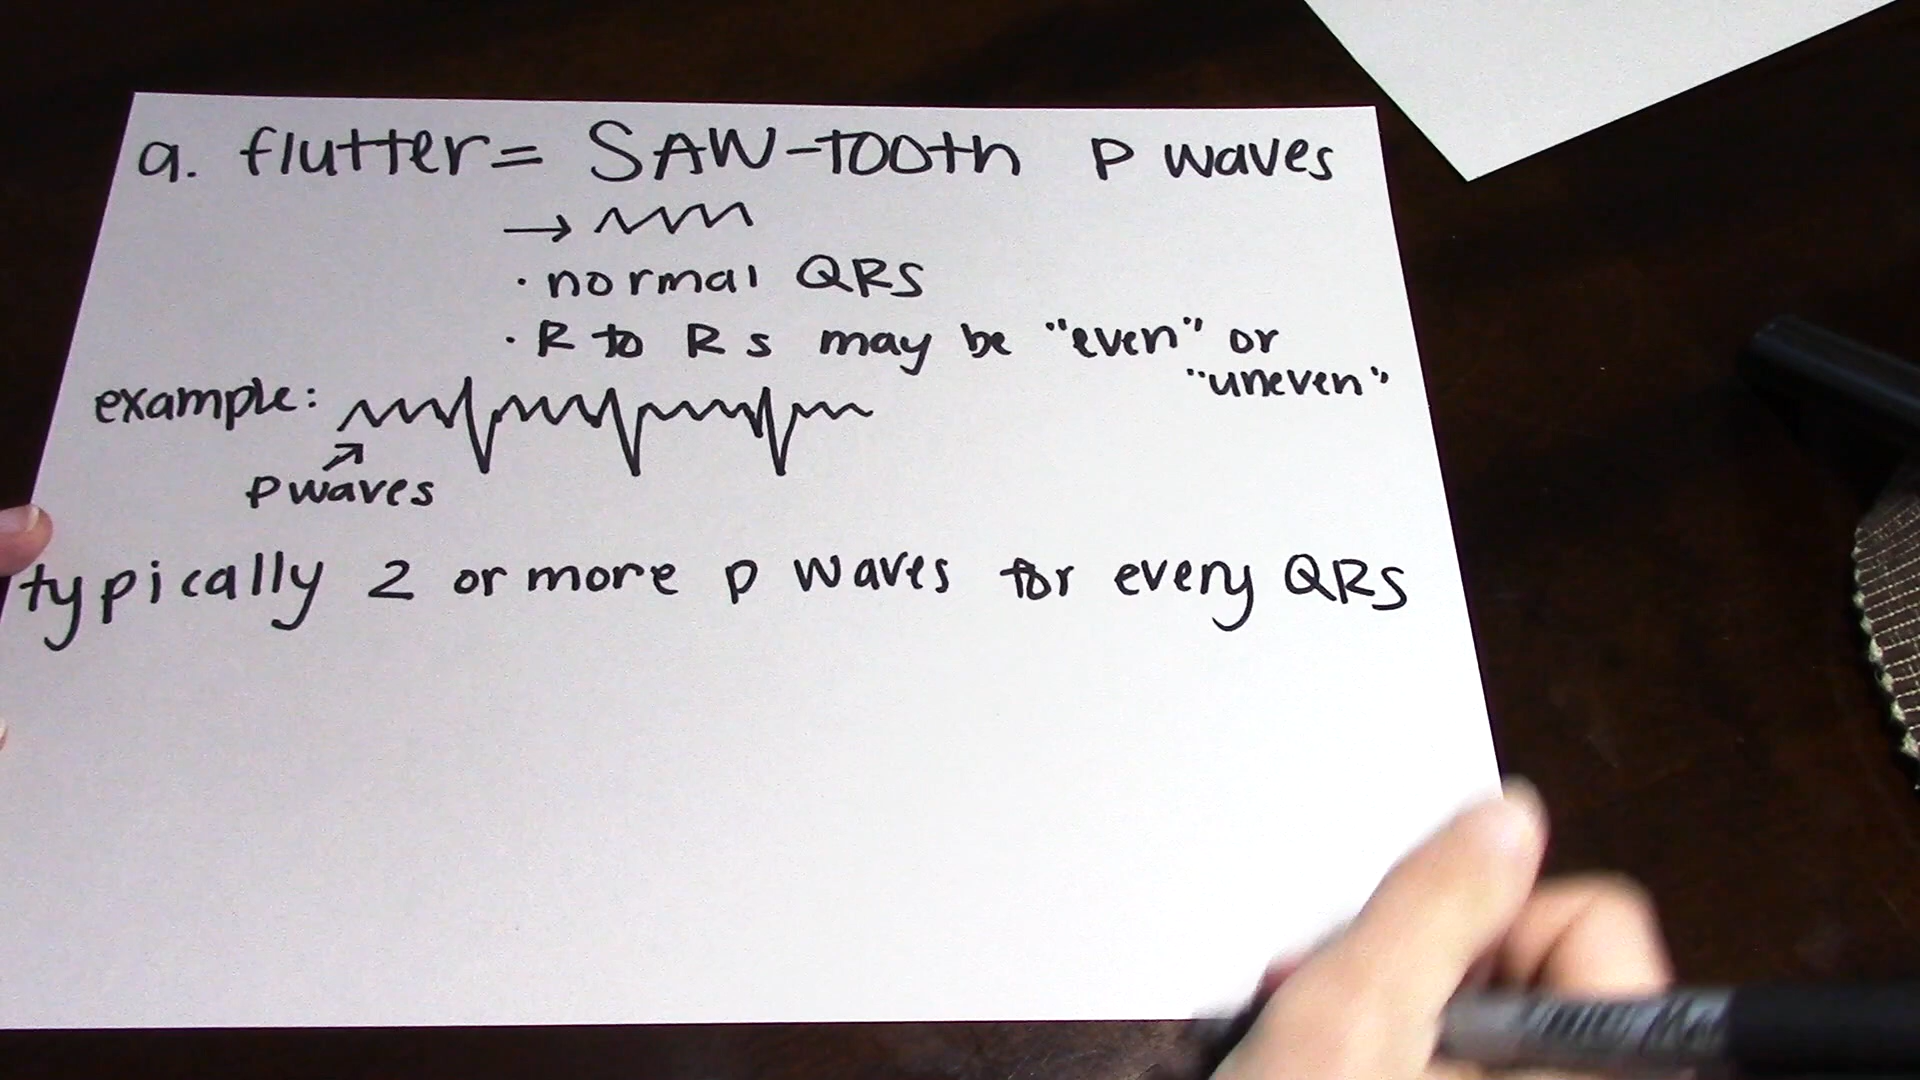 a. flutter = SAW-tooth p waves
→
· normal QRS
· R to Rs may be "even" or
"uneven"
example:
p waves
typically 2 or more p waves for every QRS